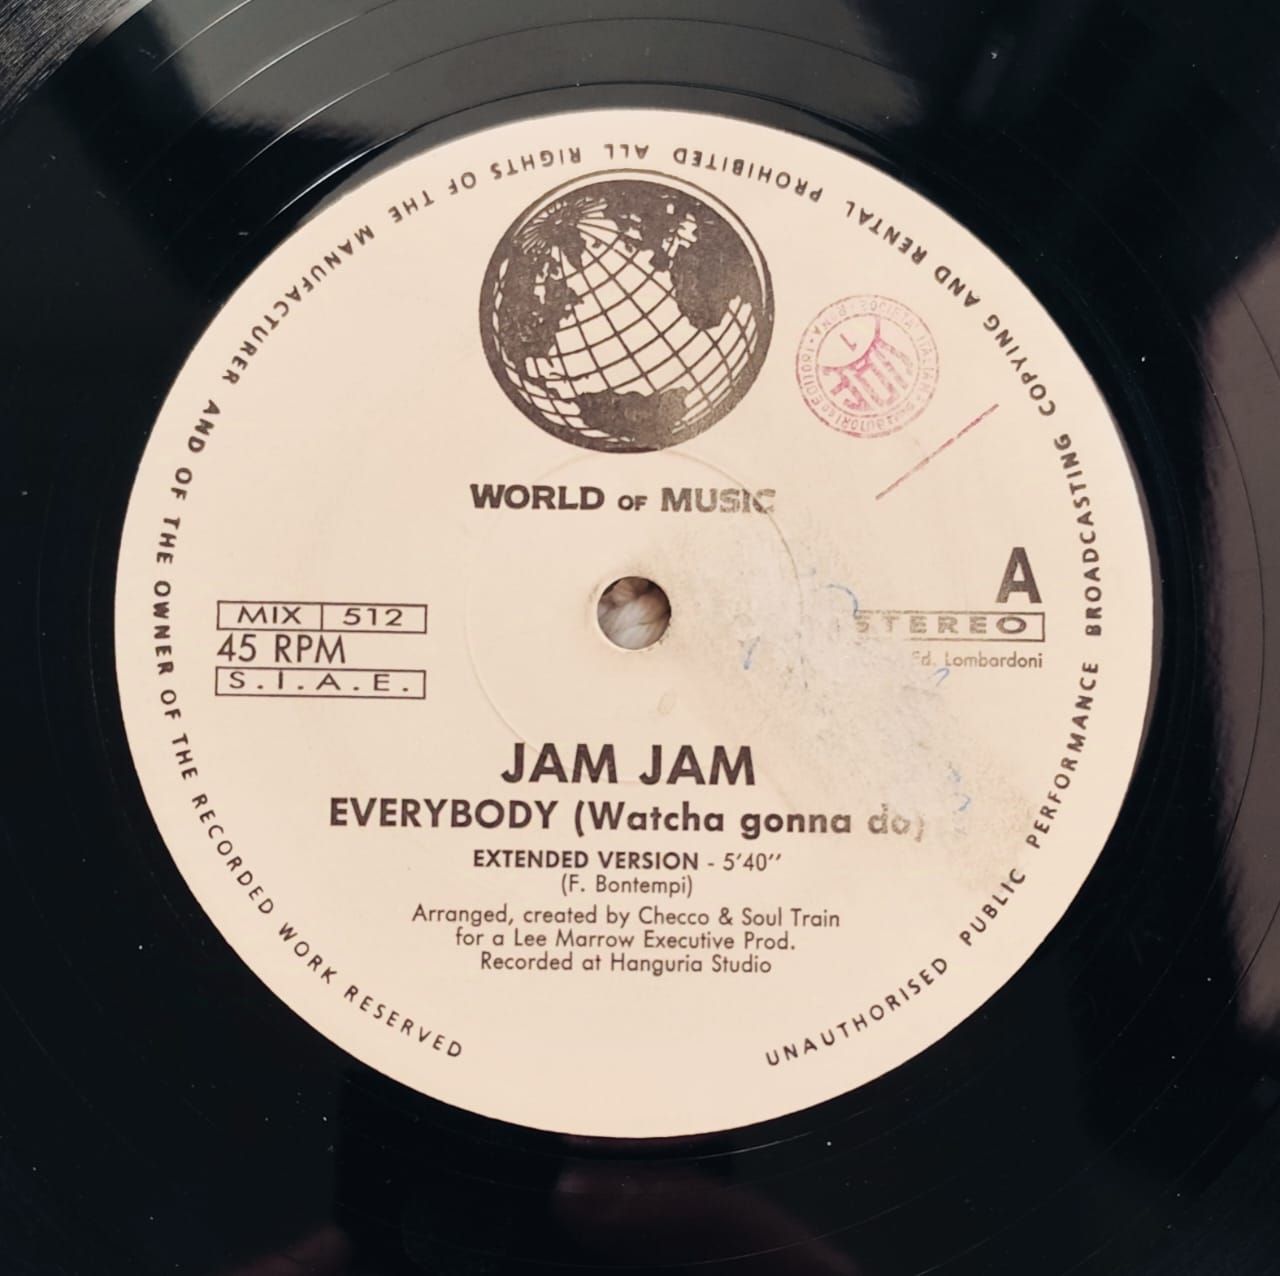 UNAUTHORISED PUBLIC PERFORMANCE BROADCASTING COPYING AND RENTAL PROHIBITED ALL RIGHTS OF THE MANUFACTURER AND OF THE OWNER OF THE RECORDED WORK RESERVED
WORLD OF MUSIC
A
MIX 512
STEREO
45 RPM
Ed. Lombardoni
S.I.A.E.
JAM JAM
EVERYBODY (Watcha gonna do)
EXTENDED VERSION - 5'40''
(F. Bontempi)
Arranged, created by Checco & Soul Train
for a Lee Marrow Executive Prod.
Recorded at Hanguria Studio